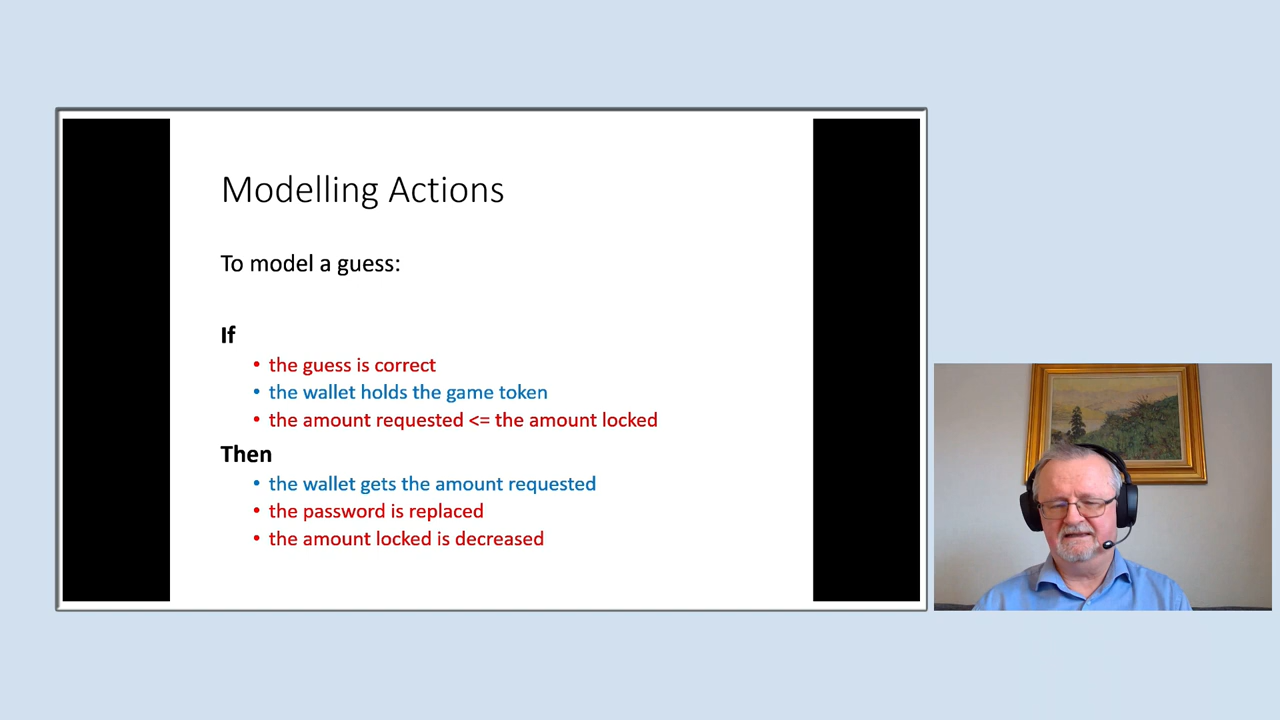 Modelling Actions
To model a guess:
If
• the guess is correct
• the wallet holds the game token
• the amount requested <= the amount locked
Then
• the wallet gets the amount requested
• the password is replaced
• the amount locked is decreased